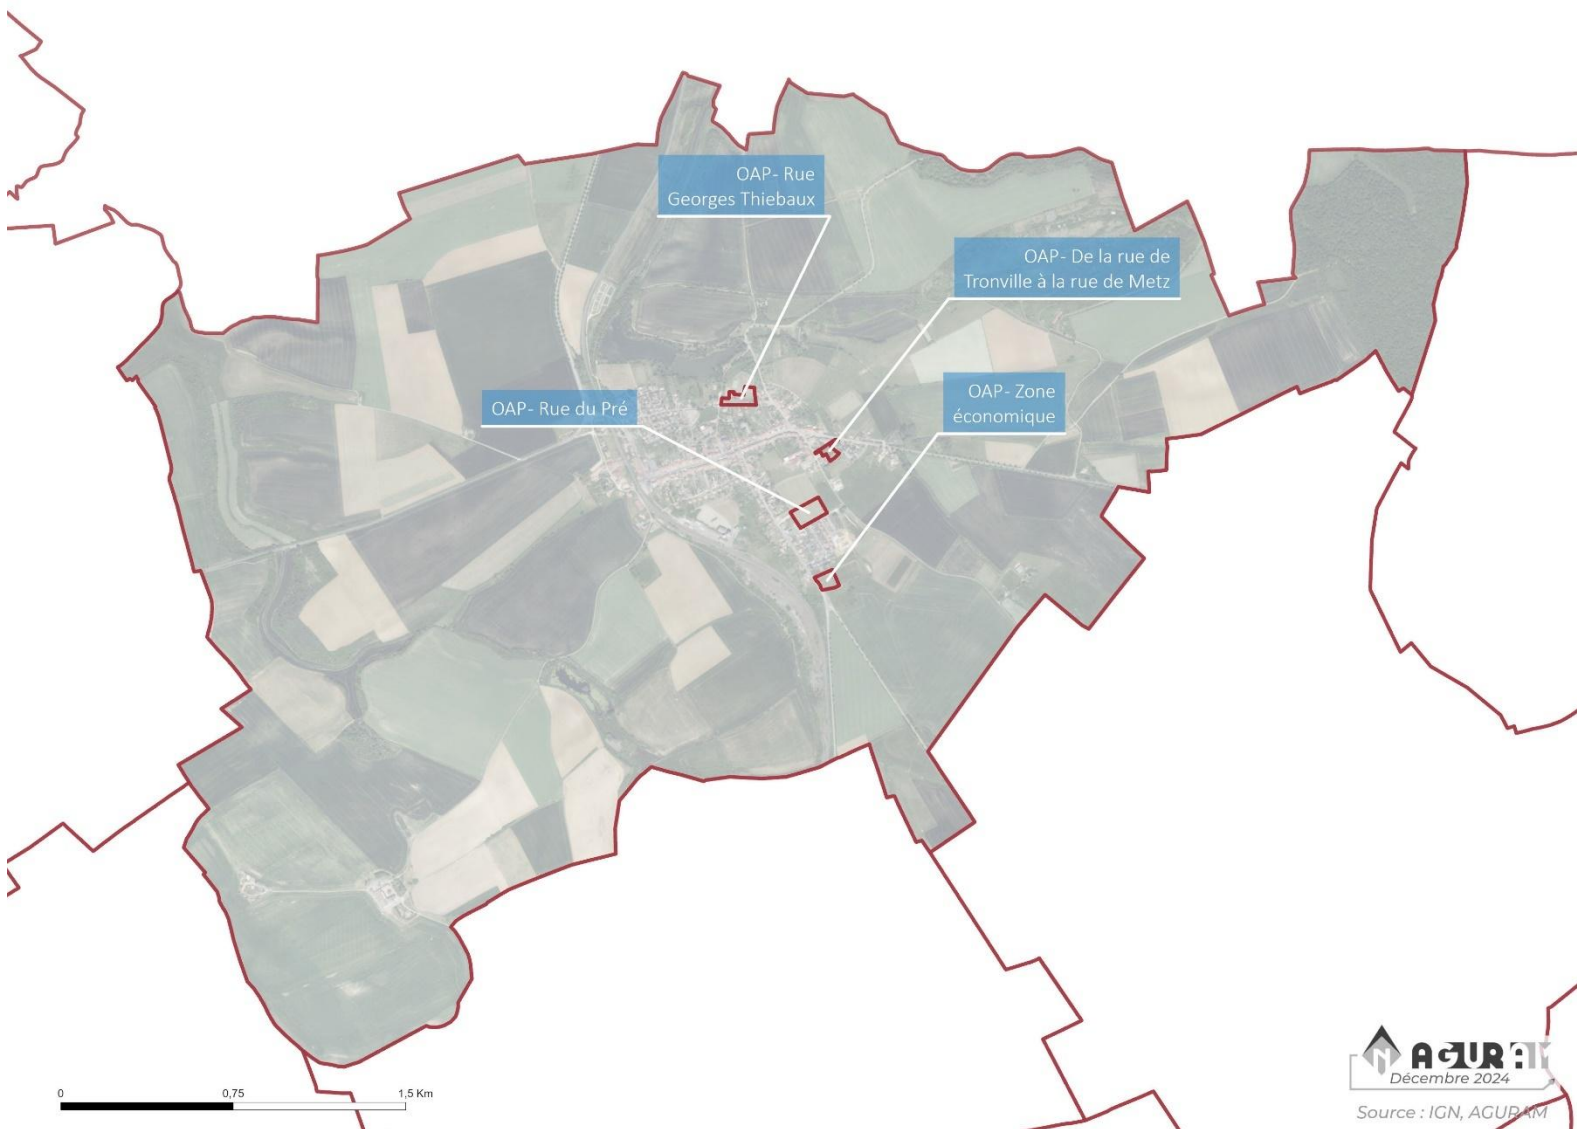 OAP- Rue
Georges Thiebaux
OAP- De la rue de
Tronville à la rue de Metz
OAP- Zone
économique
OAP- Rue du Pré
0 0,75 1,5 Km
N AGURAM
Décembre 2024
Source : IGN, AGURAM